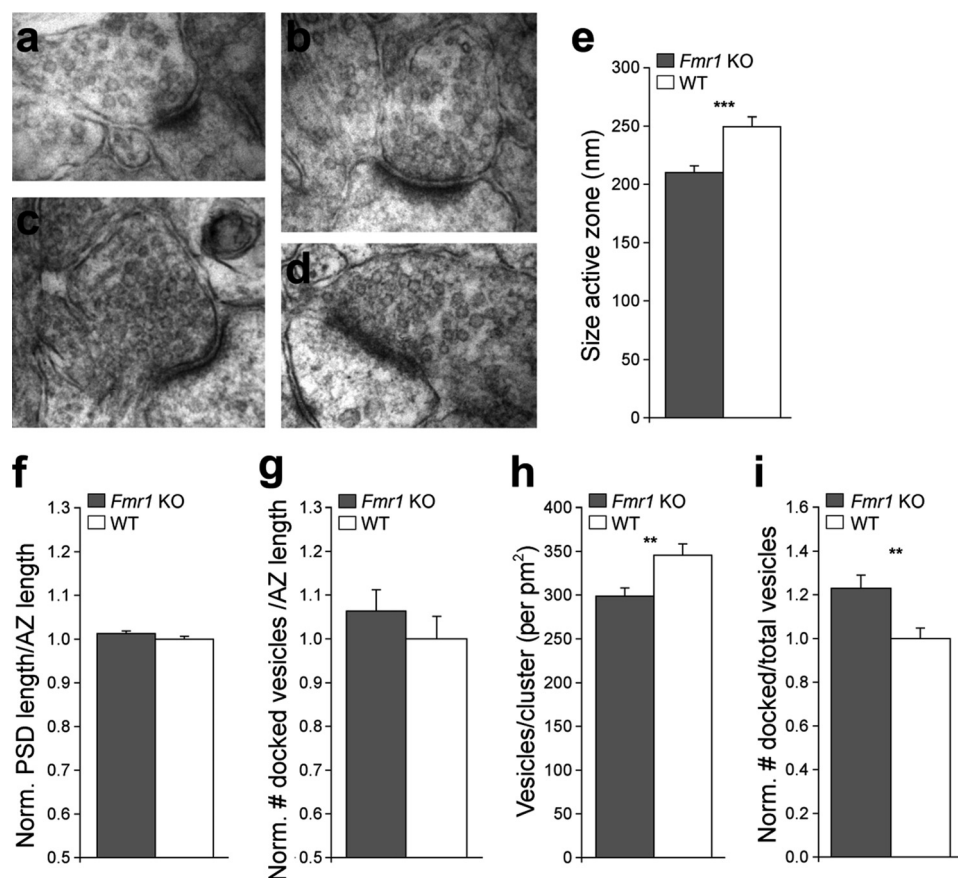 a
b
c
d
e
Fmr1 KO
WT
300
250
200
150
100
50
0
Size active zone (nm)
***
f
Fmr1 KO
WT
1.3
1.2
1.1
1.0
0.9
0.8
0.7
0.6
0.5
Norm. PSD length/AZ length
g
Fmr1 KO
WT
1.3
1.2
1.1
1.0
0.9
0.8
0.7
0.6
0.5
Norm. # docked vesicles /AZ length
h
Fmr1 KO
WT
400
350
300
250
200
150
100
50
0
Vesicles/cluster (per pm²)
**
i
Fmr1 KO
WT
1.6
1.4
1.2
1.0
0.8
0.6
0.4
0.2
0.0
Norm. # docked/total vesicles
**